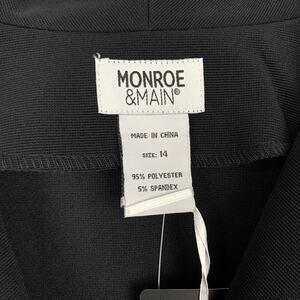 MONROE
&MAIN®
MADE IN CHINA
SIZE: 14
95% POLYESTER
5% SPANDEX